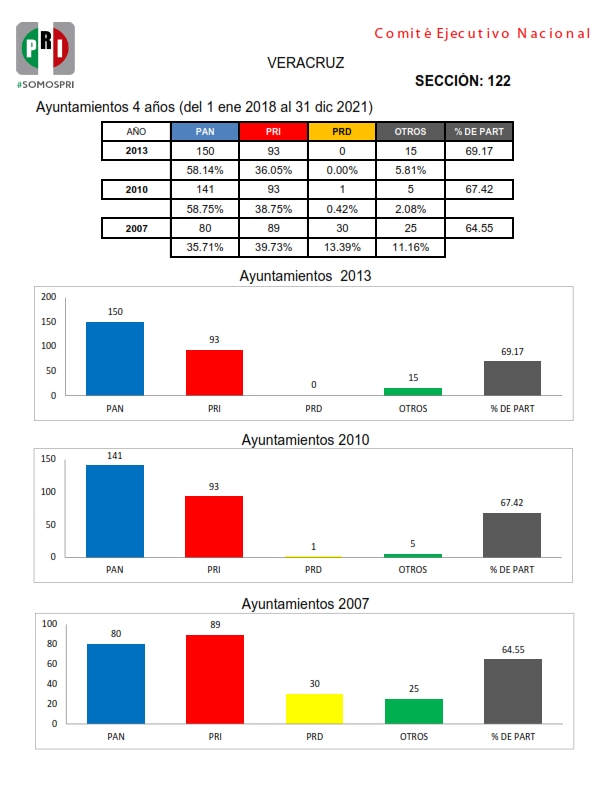 Comité Ejecutivo Nacional
PRI
#SOMOSPRI
VERACRUZ
SECCIÓN: 122
Ayuntamientos 4 años (del 1 ene 2018 al 31 dic 2021)
AÑO PAN PRI PRD OTROS % DE PART
2013 150 93 0 15 69.17
58.14% 36.05% 0.00% 5.81%
2010 141 93 1 5 67.42
58.75% 38.75% 0.42% 2.08%
2007 80 89 30 25 64.55
35.71% 39.73% 13.39% 11.16%
Ayuntamientos 2013
200
150
100
50
0
150
93
0
15
69.17
PAN PRI PRD OTROS % DE PART
Ayuntamientos 2010
150
100
50
0
141
93
1
5
67.42
PAN PRI PRD OTROS % DE PART
Ayuntamientos 2007
100
80
60
40
20
0
80
89
30
25
64.55
PAN PRI PRD OTROS % DE PART